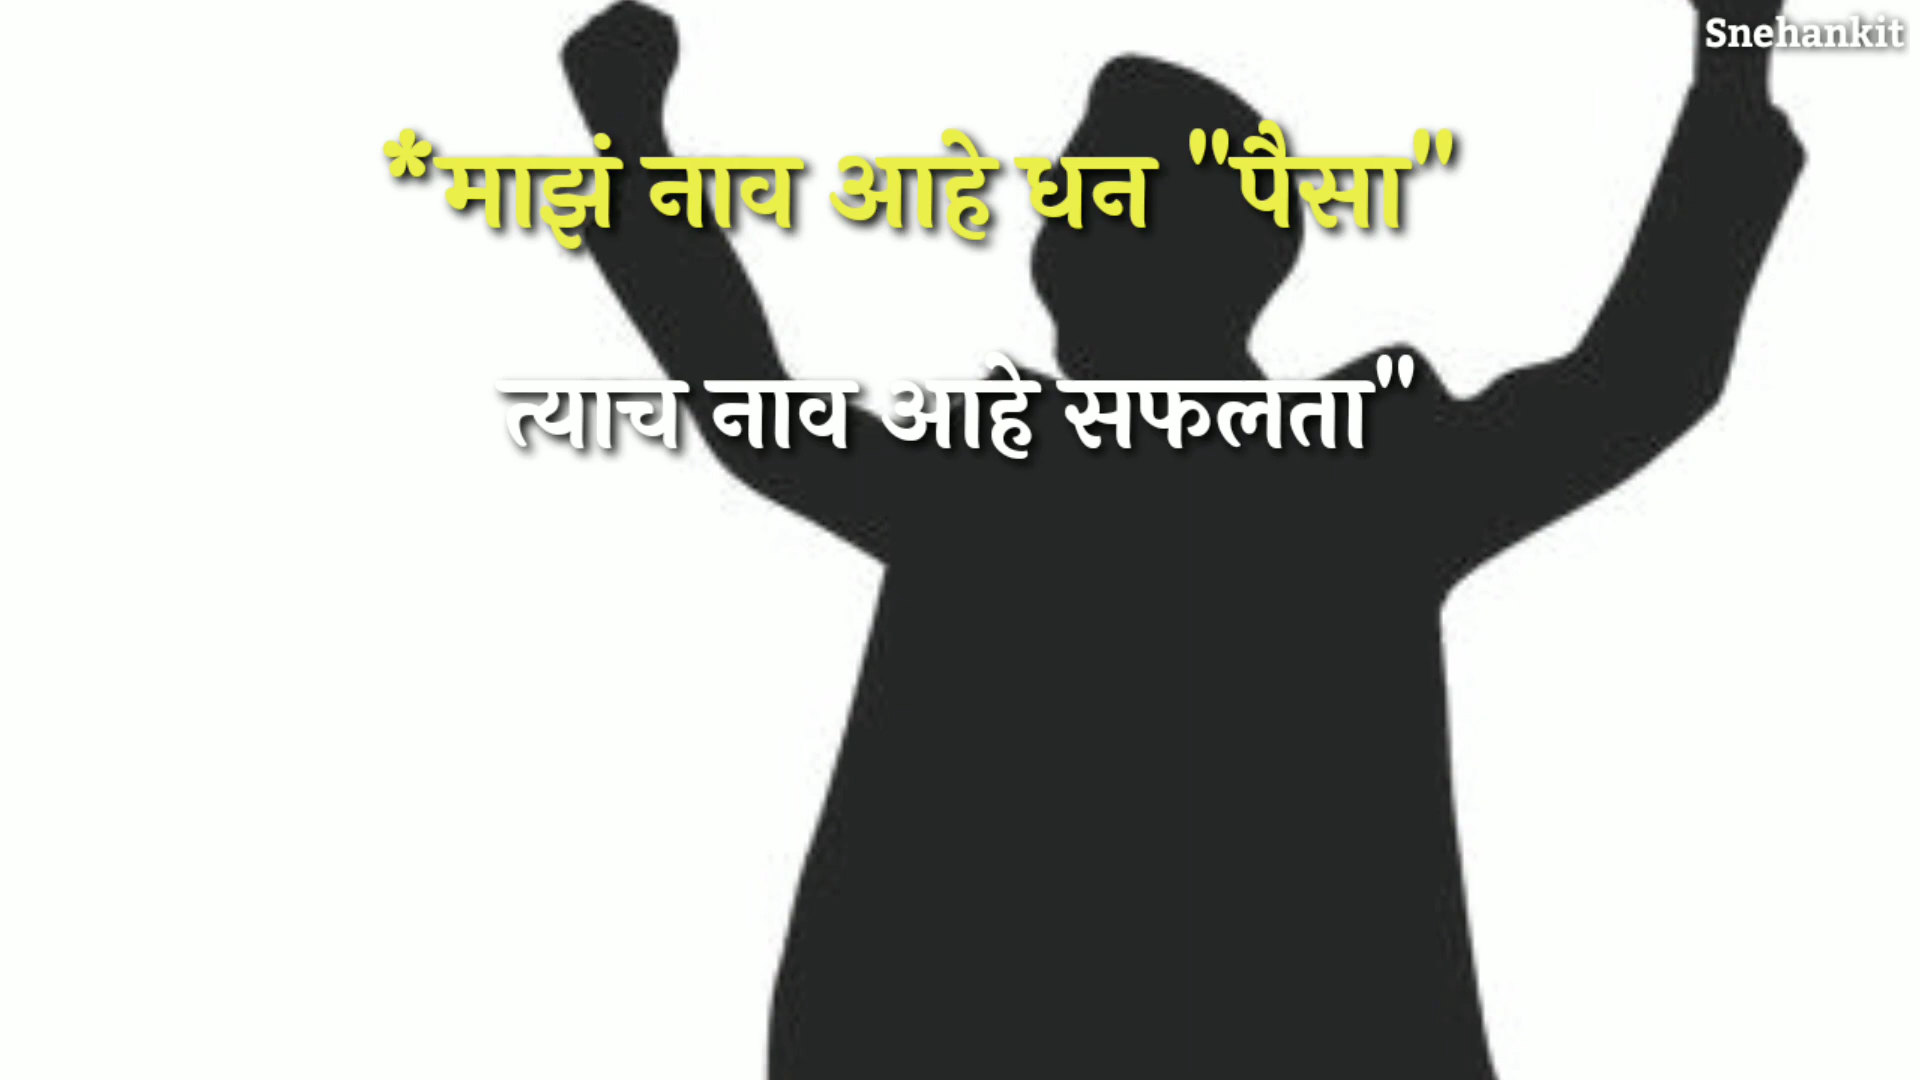 Snehankit
*माझं नाव आहे धन "पैसा"
त्याच नाव आहे सफलता"